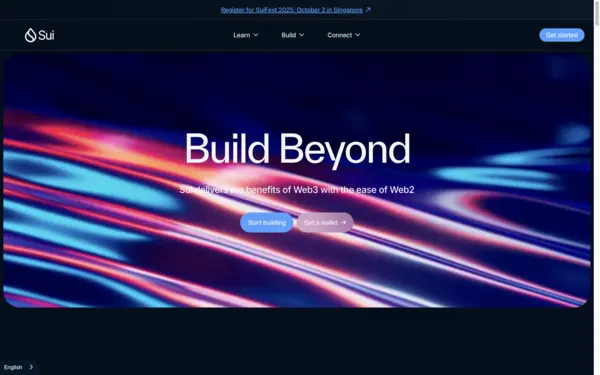 Register for SuiFest 2025: October 2 in Singapore
Sui
Learn
Build
Connect
Get started
Build Beyond
Sui delivers the benefits of Web3 with the ease of Web2
Start building
Get a wallet
English